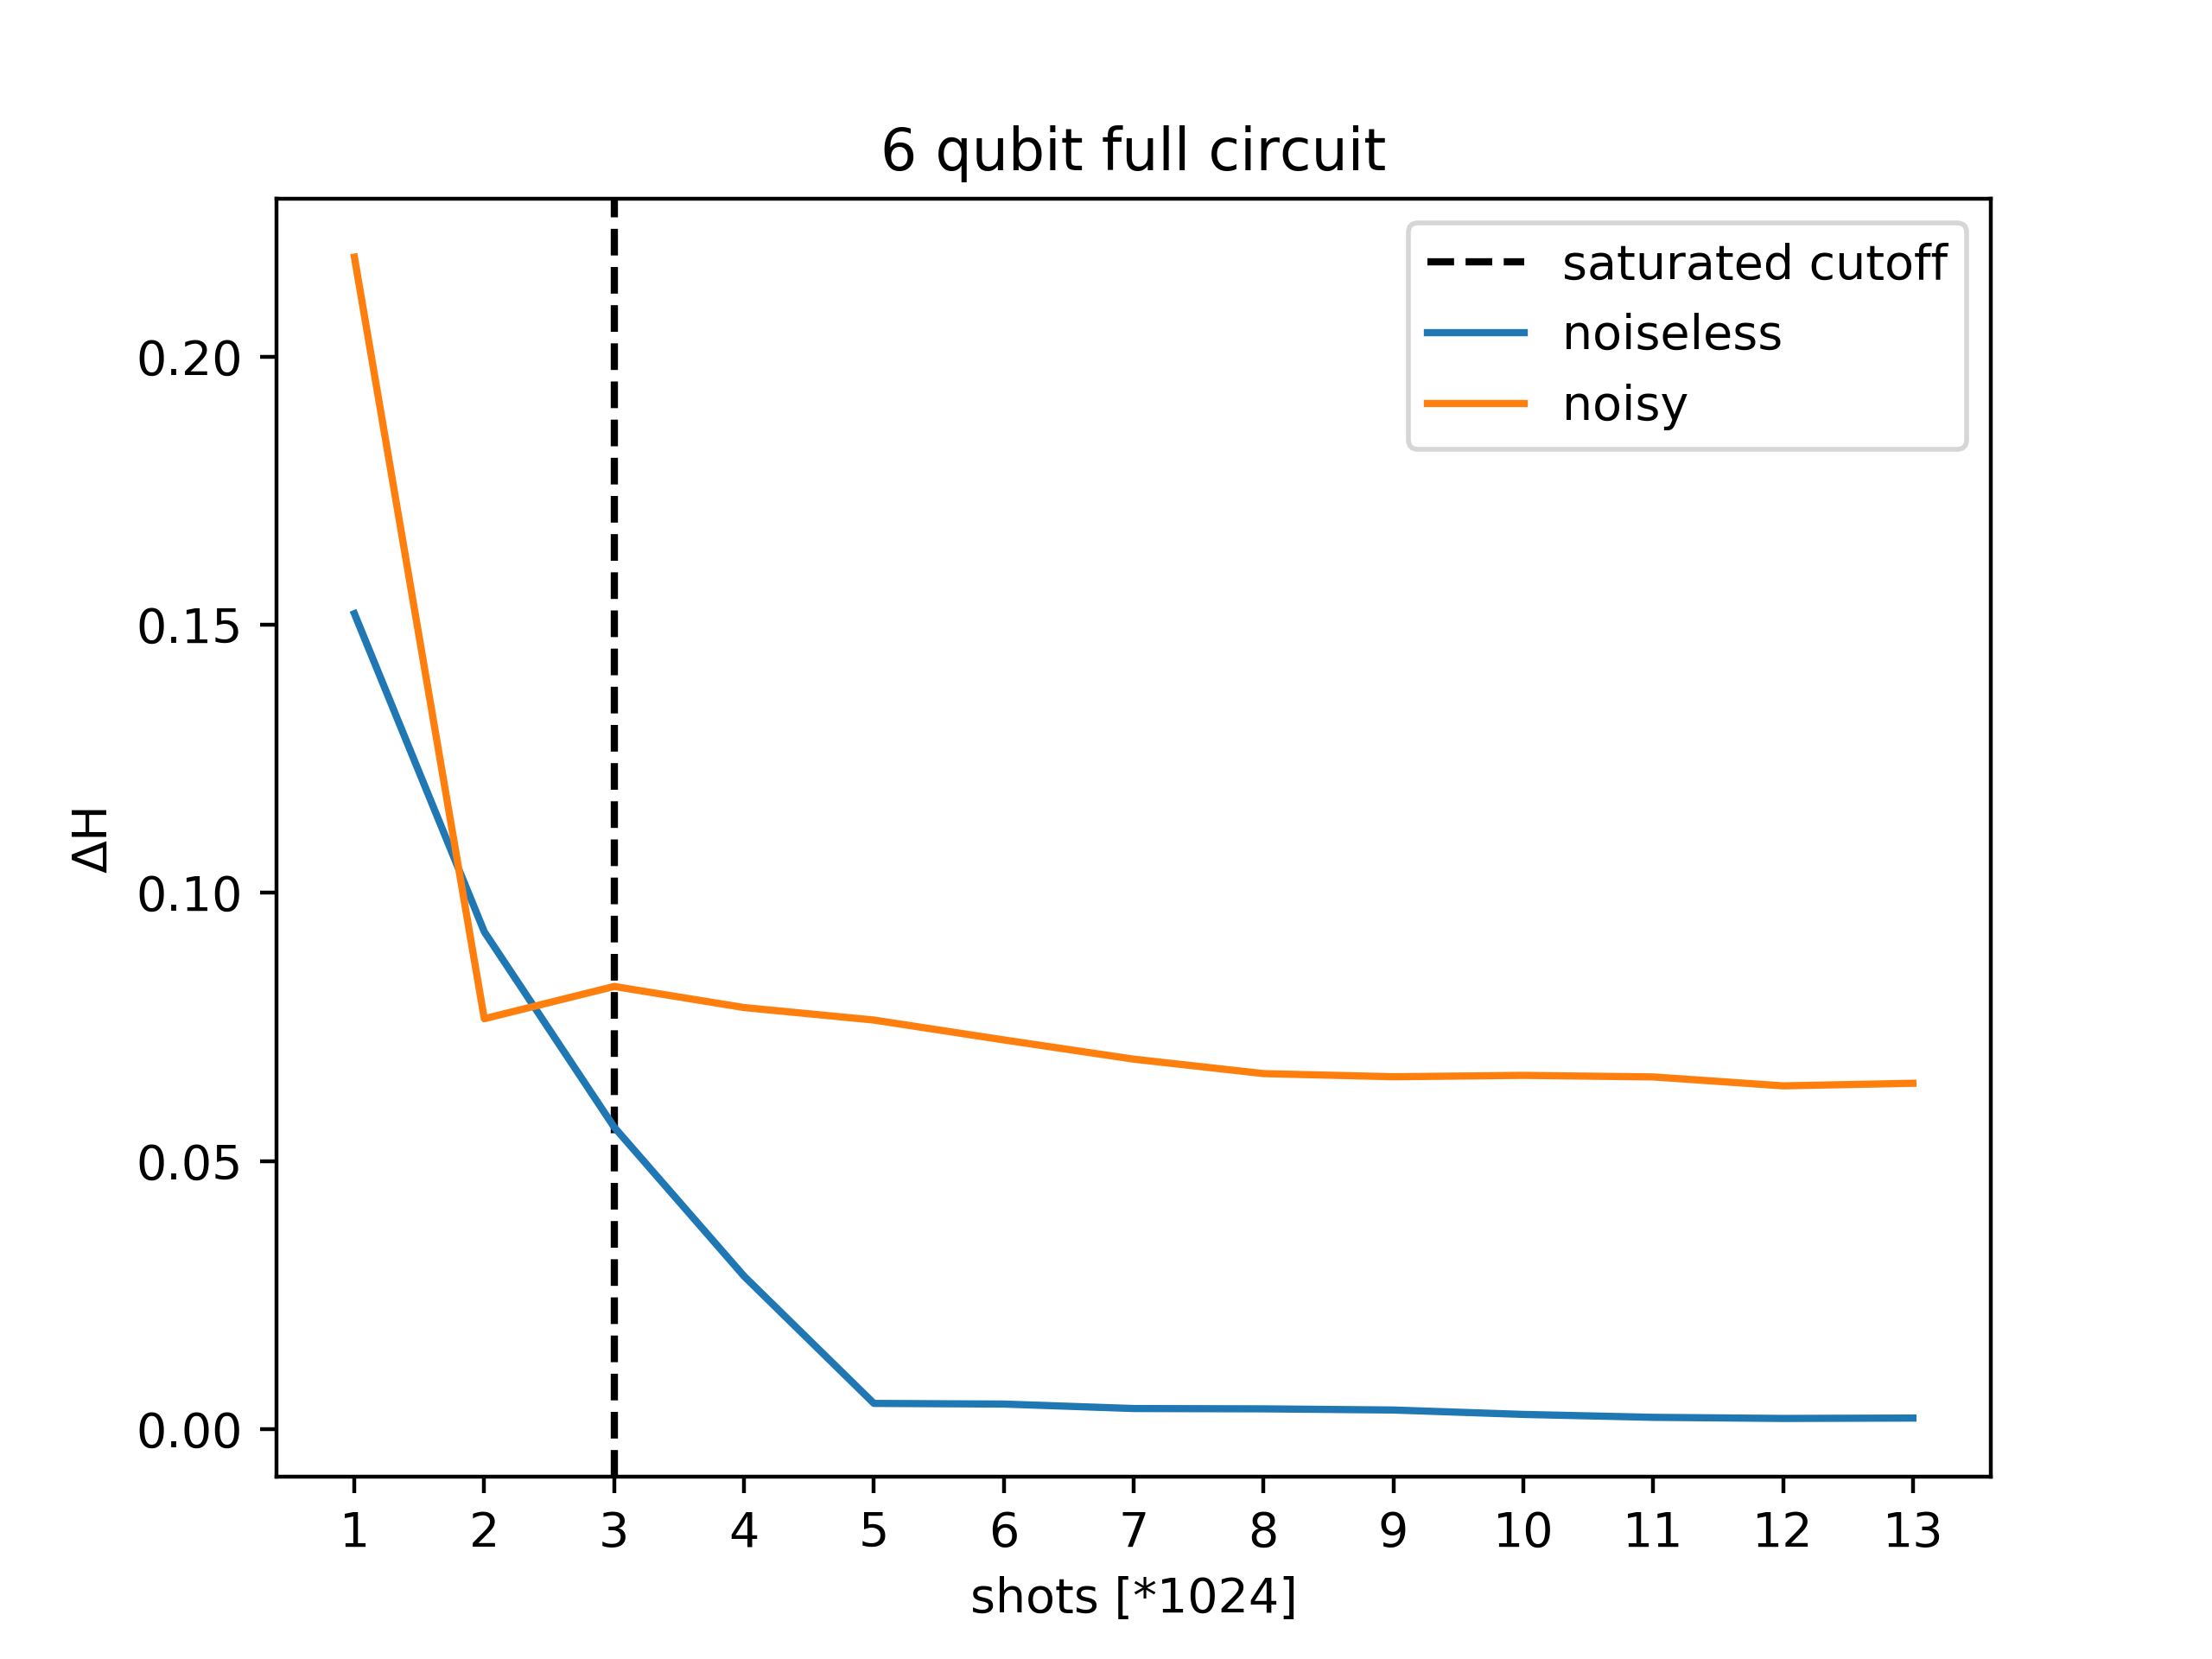 6 qubit full circuit
saturated cutoff
noiseless
noisy
0.20
0.15
0.10
0.05
0.00
ΔH
1 2 3 4 5 6 7 8 9 10 11 12 13
shots [*1024]